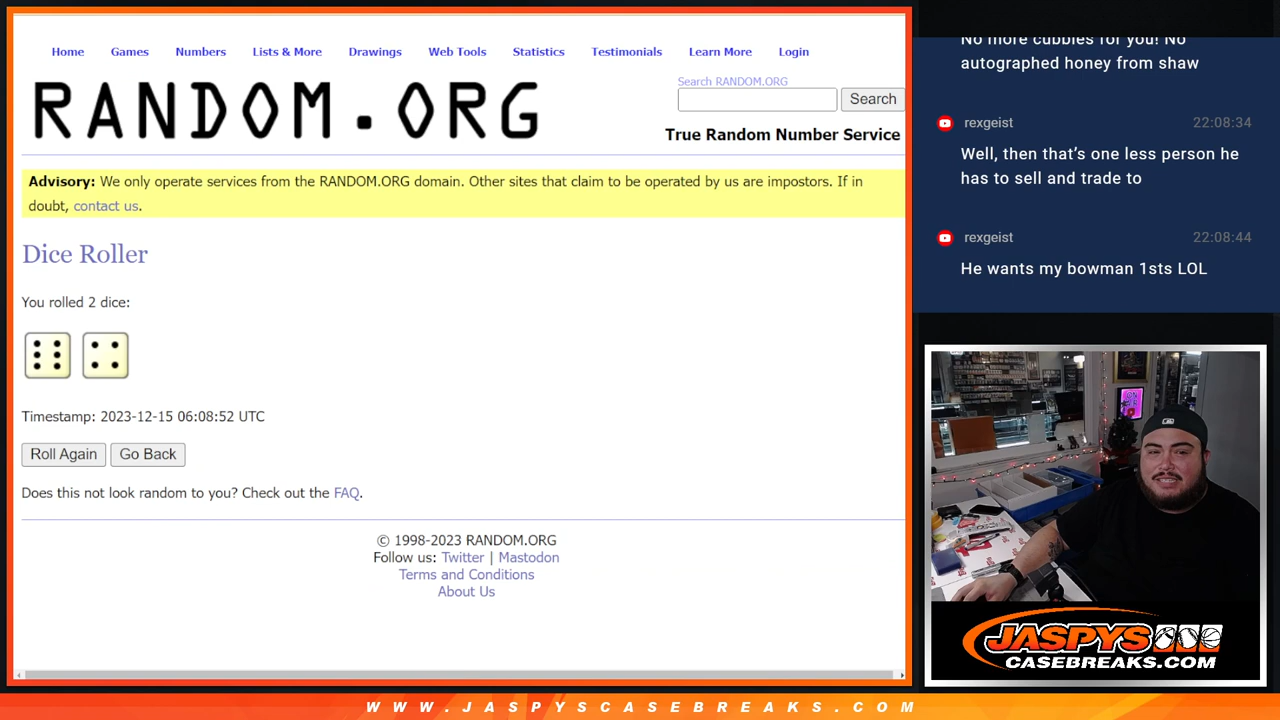 Home Games Numbers Lists & More Drawings Web Tools Statistics Testimonials Learn More Login
RANDOM.ORG
Search RANDOM.ORG
Search
True Random Number Service
Advisory: We only operate services from the RANDOM.ORG domain. Other sites that claim to be operated by us are impostors. If in
doubt, contact us.
Dice Roller
You rolled 2 dice:
Timestamp: 2023-12-15 06:08:52 UTC
Roll Again Go Back
Does this not look random to you? Check out the FAQ.
© 1998-2023 RANDOM.ORG
Follow us: Twitter | Mastodon
Terms and Conditions
About Us
No more cubbies for you! No
autographed honey from shaw
rexgeist 22:08:34
Well, then that's one less person he
has to sell and trade to
rexgeist 22:08:44
He wants my bowman 1sts LOL
JASPYS
CASEBREAKS.COM
WWW.JASPYSCASEBREAKS.COM